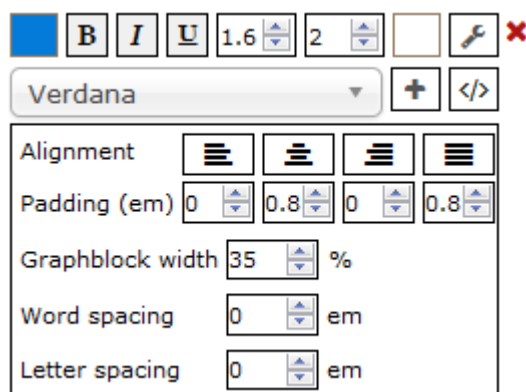 B I U 1.6 2
Verdana </>
Alignment
Padding (em) 0 0.8 0 0.8
Graphblock width 35 %
Word spacing 0 em
Letter spacing 0 em